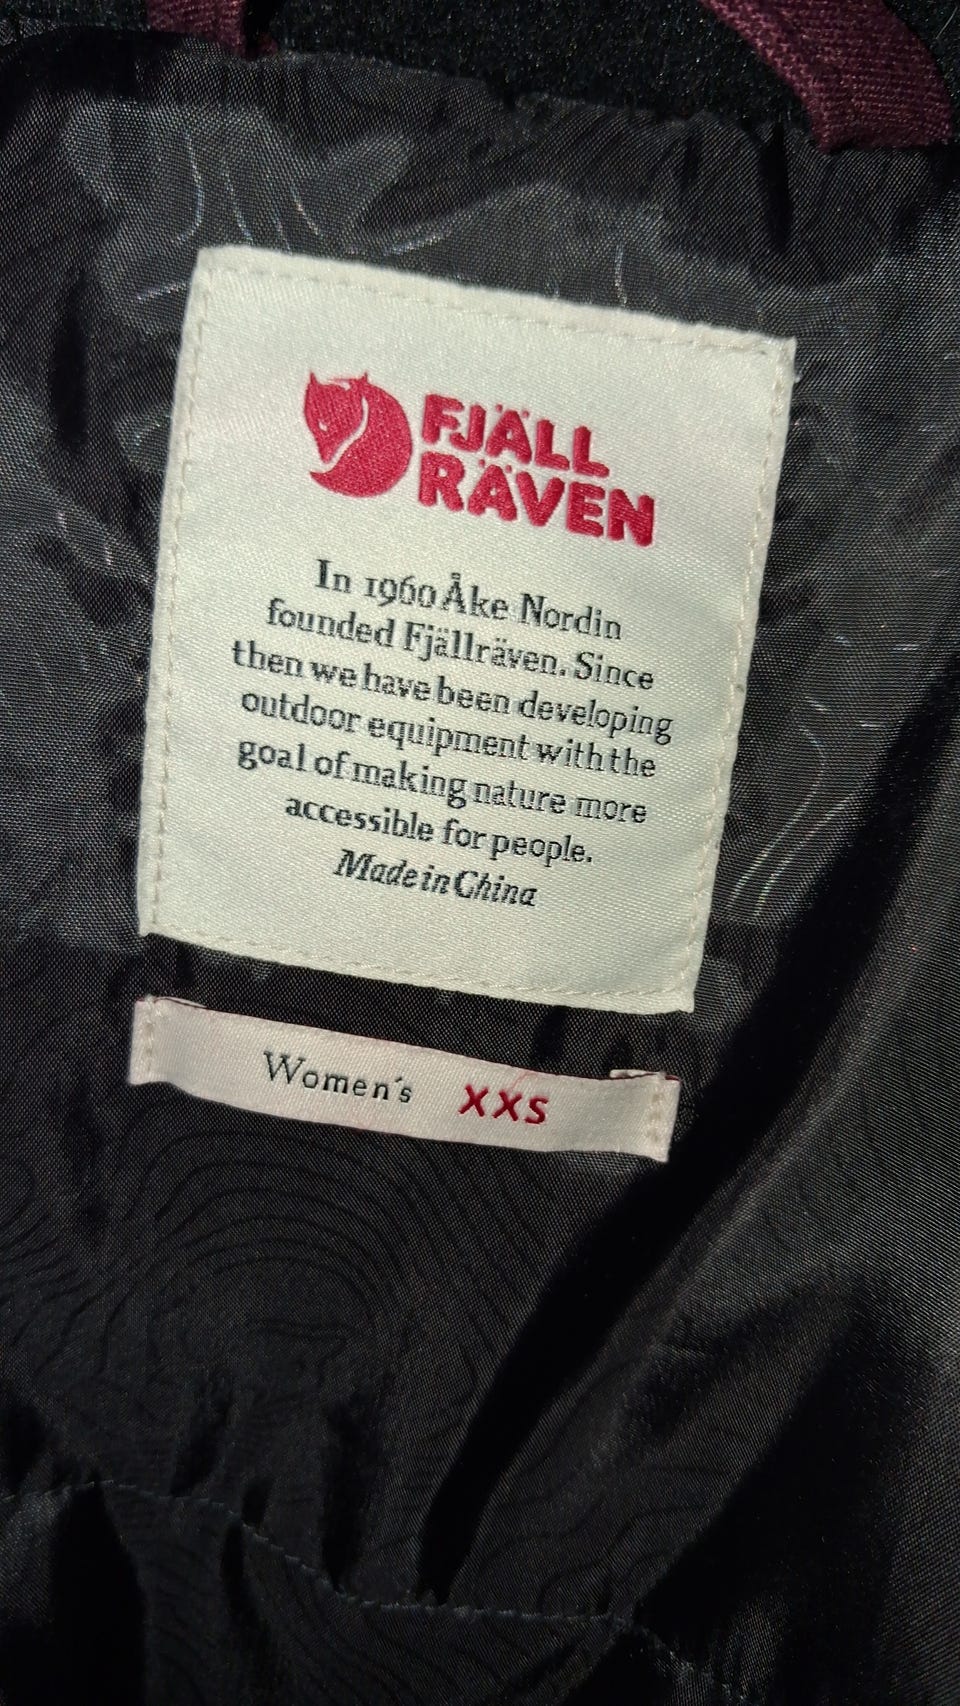 FJÄLL
RÄVEN
In 1960 Åke Nordin
founded Fjällräven. Since
then we have been developing
outdoor equipment with the
goal of making nature more
accessible for people.
Made in China
Women's XXS